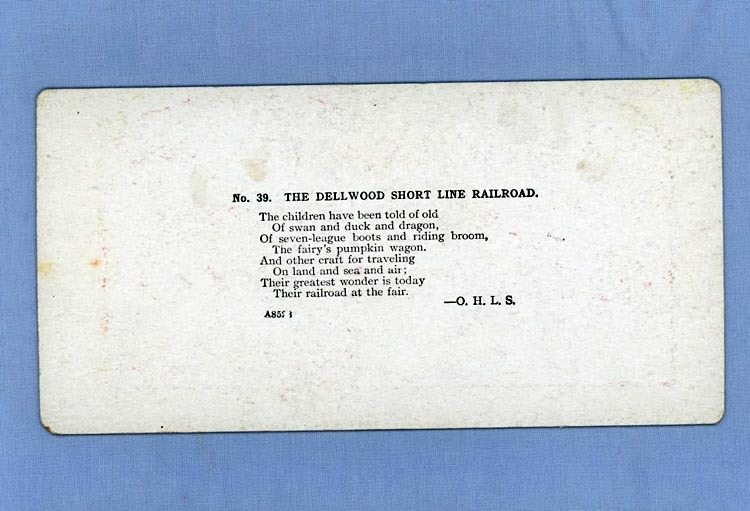 No. 39. THE DELLWOOD SHORT LINE RAILROAD.
The children have been told of old
Of swan and duck and dragon,
Of seven-league boots and riding broom,
The fairy's pumpkin wagon.
And other craft for traveling
On land and sea and air;
Their greatest wonder is today
Their railroad at the fair.
—O. H. L. S.